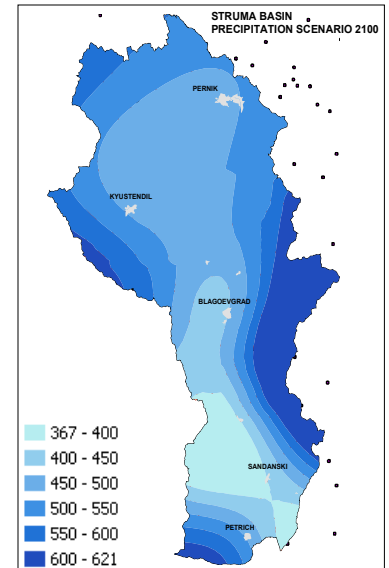 STRUMA BASIN
PRECIPITATION SCENARIO 2100
PERNIK
KYUSTENDIL
BLAGOEVGRAD
SANDANSKI
PETRICH
367 - 400
400 - 450
450 - 500
500 - 550
550 - 600
600 - 621